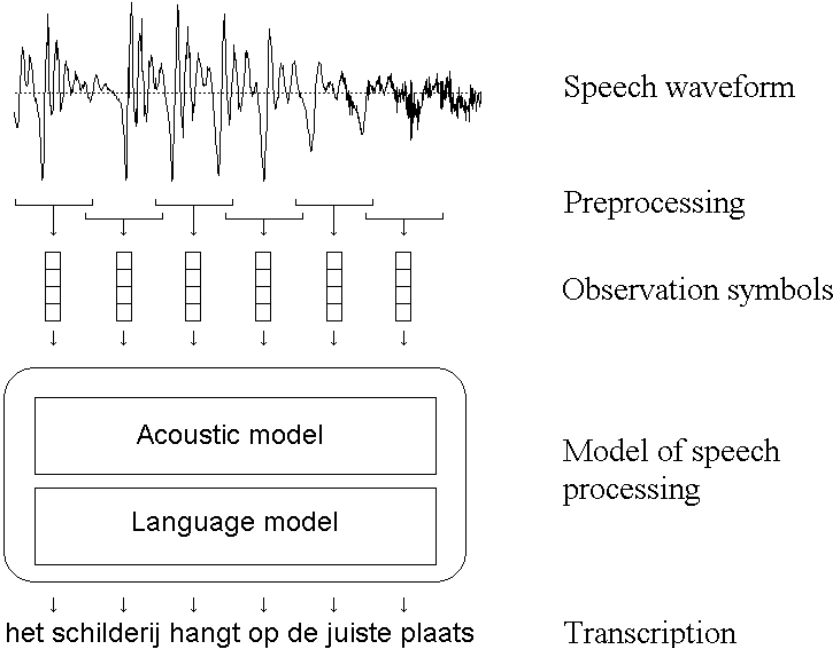 Speech waveform
Preprocessing
Observation symbols
Acoustic model
Language model
Model of speech
processing
het schilderij hangt op de juiste plaats
Transcription